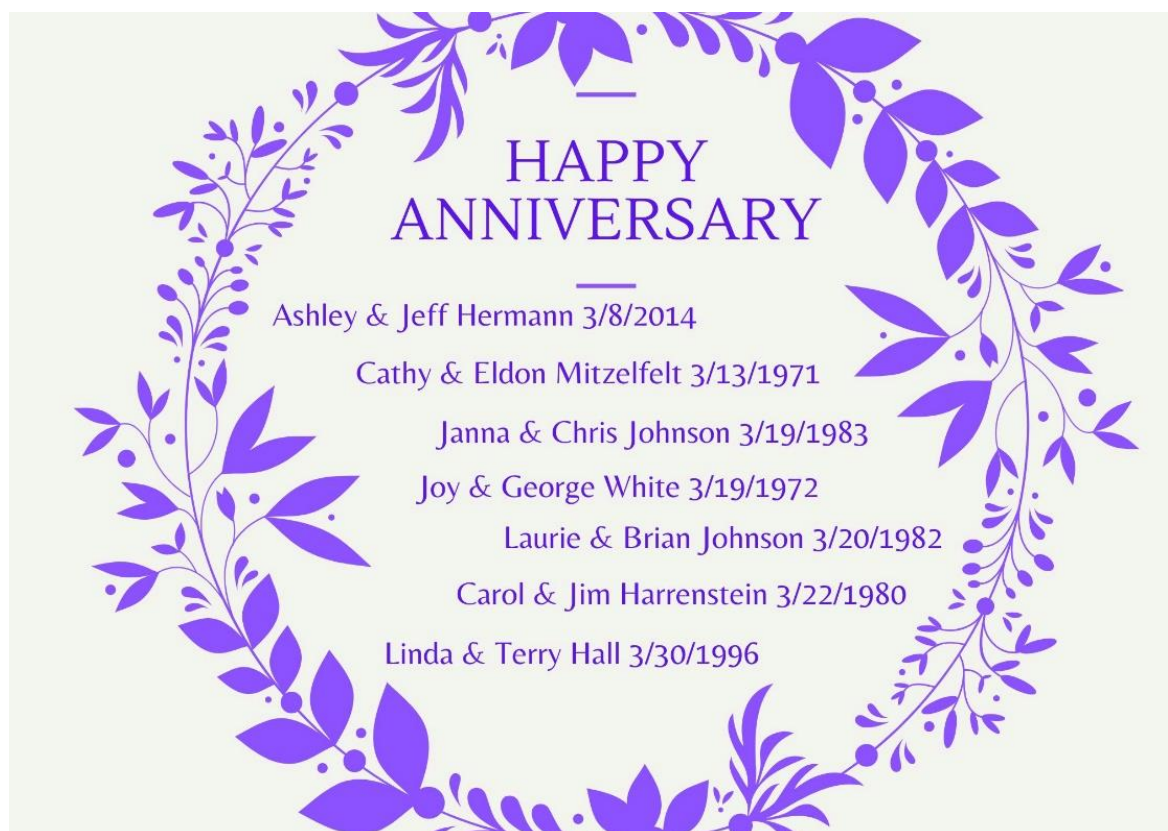 HAPPY
ANNIVERSARY
Ashley & Jeff Hermann 3/8/2014
Cathy & Eldon Mitzelfelt 3/13/1971
Janna & Chris Johnson 3/19/1983
Joy & George White 3/19/1972
Laurie & Brian Johnson 3/20/1982
Carol & Jim Harrenstein 3/22/1980
Linda & Terry Hall 3/30/1996